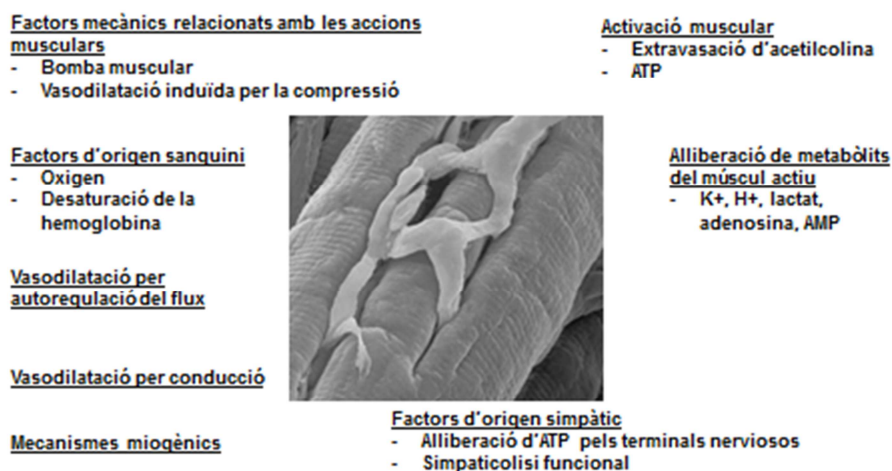 Factors mecànics relacionats amb les accions
musculars
- Bomba muscular
- Vasodilatació induïda per la compressió
Activació muscular
- Extravasació d'acetilcolina
- ATP
Factors d'origen sanguini
- Oxigen
- Desaturació de la
hemoglobina
Alliberació de metabòlits
del múscul actiu
- K+, H+, lactat,
adenosina, AMP
Vasodilatació per
autoregulació del flux
Vasodilatació per conducció
Mecanismes miogènics
Factors d'origen simpàtic
- Alliberació d'ATP pels terminals nerviosos
- Simpaticolisi funcional